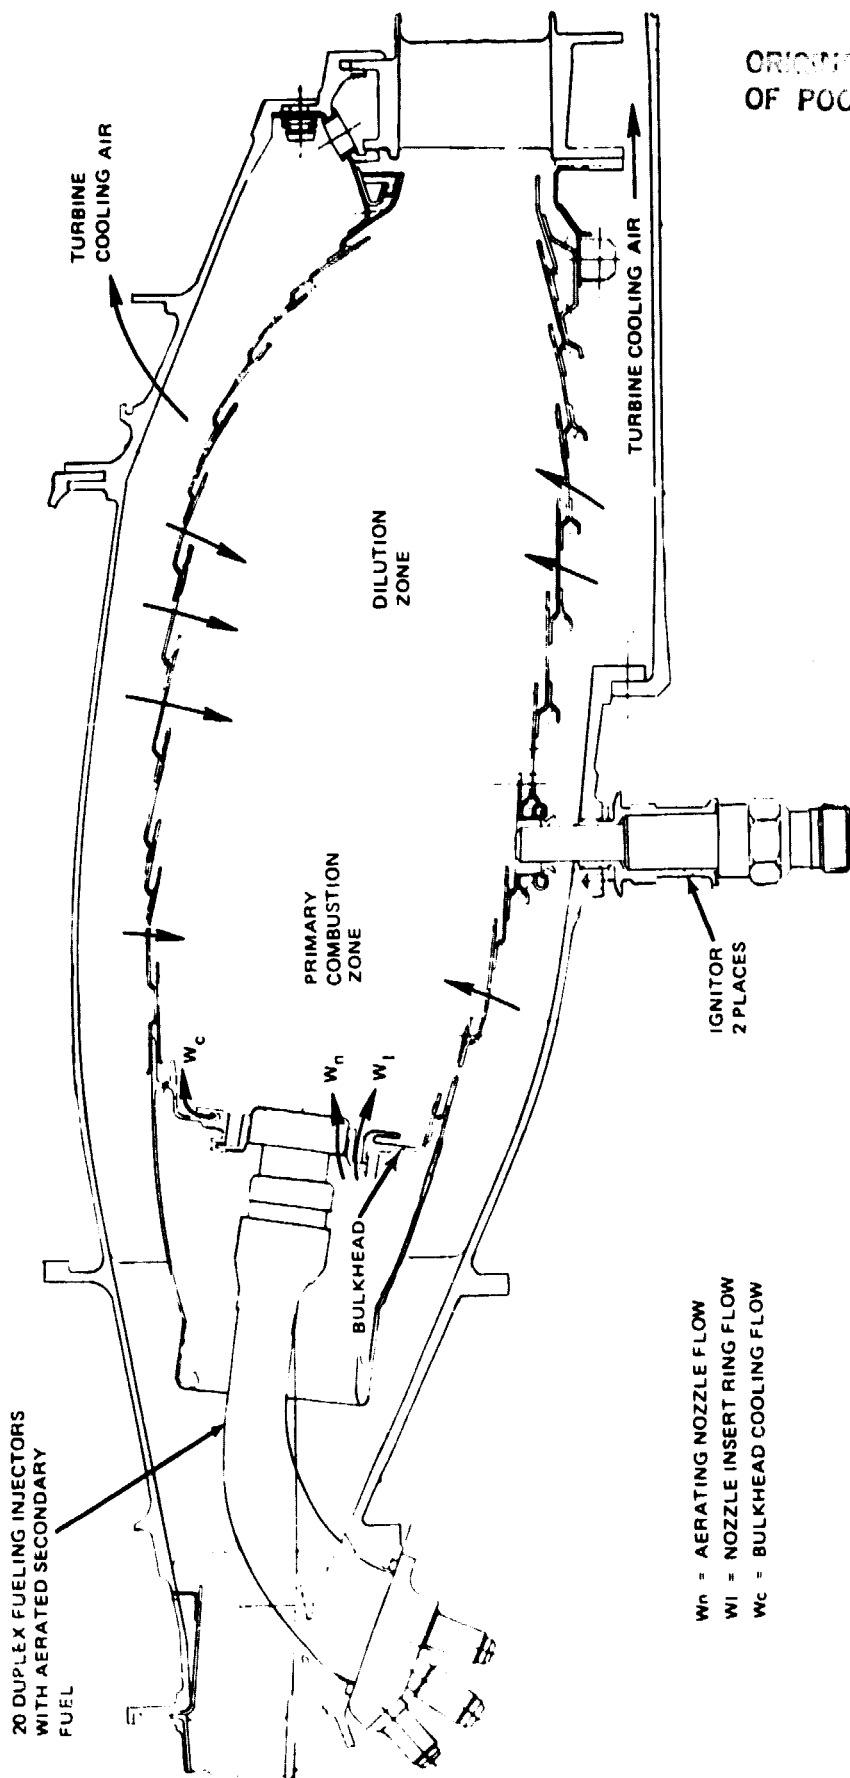 OF
20 DUPLEX FUELING INJECTORS
WITH AERATED SECONDARY
FUEL
TURBINE
COOLING AIR
Wc
Wn
WI
BULKHEAD
PRIMARY
COMBUSTION
ZONE
DILUTION
ZONE
TURBINE COOLING AIR
IGNITOR
2 PLACES
Wn = AERATING NOZZLE FLOW
WI = NOZZLE INSERT RING FLOW
Wc = BULKHEAD COOLING FLOW